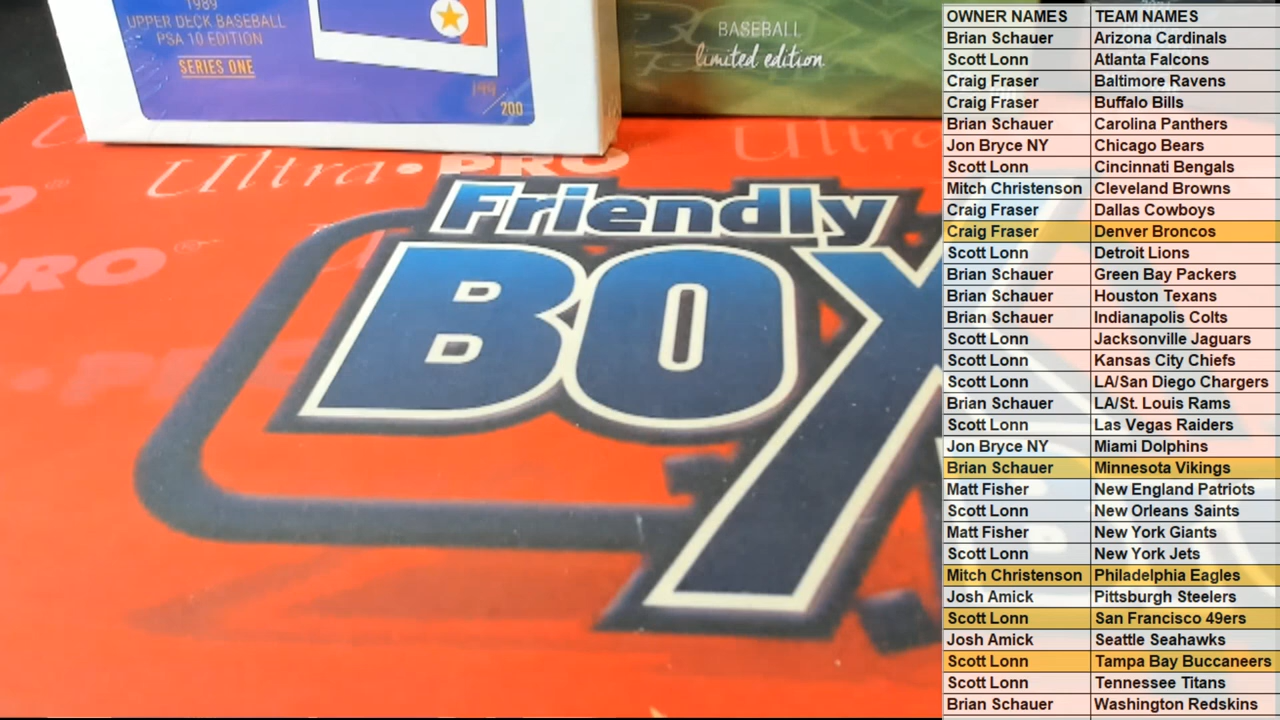 1989
UPPER DECK BASEBALL
PSA 10 EDITION
SERIES ONE
200
BASEBALL
limited edition
Ultra PRO
Ultra
PRO
Friendly
BOX
OWNER NAMES TEAM NAMES
Brian Schauer Arizona Cardinals
Scott Lonn Atlanta Falcons
Craig Fraser Baltimore Ravens
Craig Fraser Buffalo Bills
Brian Schauer Carolina Panthers
Jon Bryce NY Chicago Bears
Scott Lonn Cincinnati Bengals
Mitch Christenson Cleveland Browns
Craig Fraser Dallas Cowboys
Craig Fraser Denver Broncos
Scott Lonn Detroit Lions
Brian Schauer Green Bay Packers
Brian Schauer Houston Texans
Brian Schauer Indianapolis Colts
Scott Lonn Jacksonville Jaguars
Scott Lonn Kansas City Chiefs
Scott Lonn LA/San Diego Chargers
Brian Schauer LA/St. Louis Rams
Scott Lonn Las Vegas Raiders
Jon Bryce NY Miami Dolphins
Brian Schauer Minnesota Vikings
Matt Fisher New England Patriots
Scott Lonn New Orleans Saints
Matt Fisher New York Giants
Scott Lonn New York Jets
Mitch Christenson Philadelphia Eagles
Josh Amick Pittsburgh Steelers
Scott Lonn San Francisco 49ers
Josh Amick Seattle Seahawks
Scott Lonn Tampa Bay Buccaneers
Scott Lonn Tennessee Titans
Brian Schauer Washington Redskins